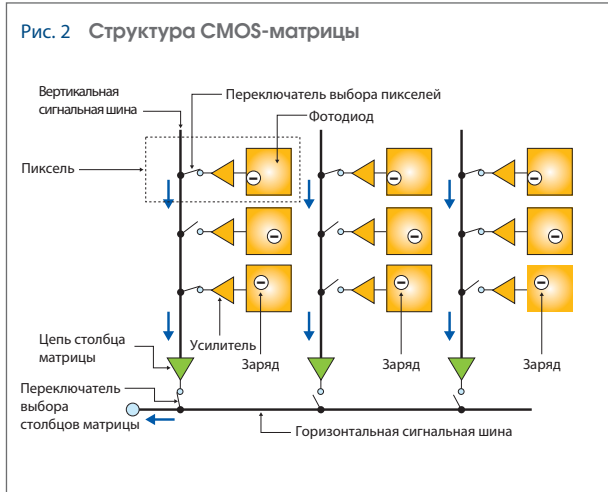 Рис. 2 Структура CMOS-матрицы
Вертикальная
сигнальная шина
Переключатель выбора пикселей
Фотодиод
Пиксель
Цепь столбца
матрицы
Усилитель
Заряд
Заряд
Заряд
Переключатель
выбора
столбцов матрицы
Горизонтальная сигнальная шина